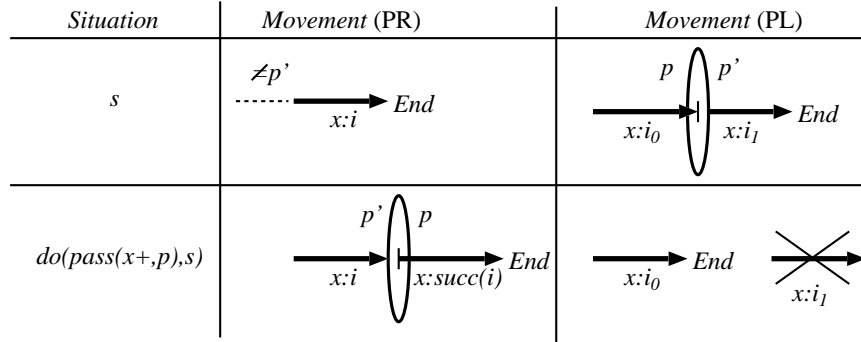 Situation Movement (PR) Movement (PL)
s
≠p'
x:i
End
p p'
x:i0 x:i1
End
do(pass(x+,p),s)
p' p
x:i x:succ(i)
End
x:i0
End
x:i1